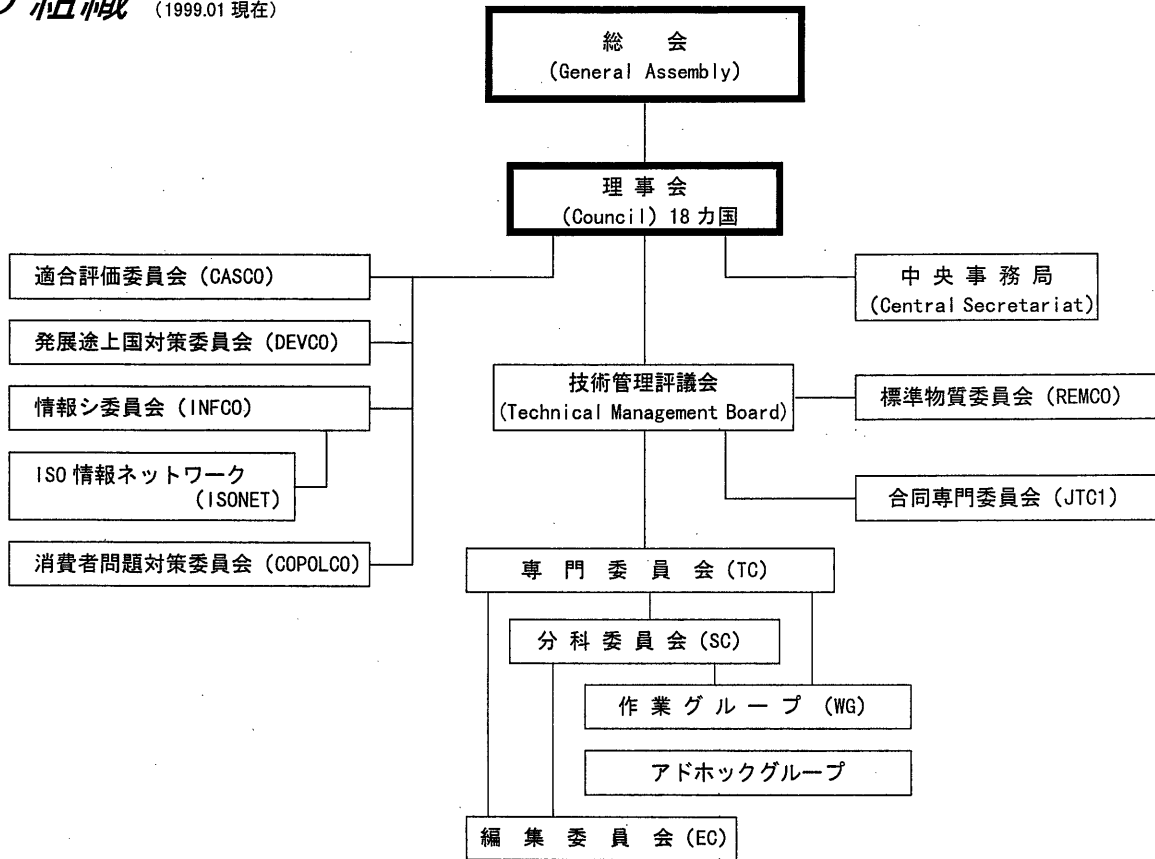 組織 (1999.01 現在)
総 会
(General Assembly)
理 事 会
(Council) 18 カ国
適合評価委員会 (CASCO)
発展途上国対策委員会 (DEVCO)
情報シ委員会 (INFCO)
ISO 情報ネットワーク
(ISONET)
消費者問題対策委員会 (COPOLCO)
中 央 事 務 局
(Central Secretariat)
技術管理評議会
(Technical Management Board)
標準物質委員会 (REMCO)
合同専門委員会 (JTC1)
専 門 委 員 会 (TC)
分 科 委 員 会 (SC)
作 業 グ ル ー プ (WG)
アドホックグループ
編 集 委 員 会 (EC)